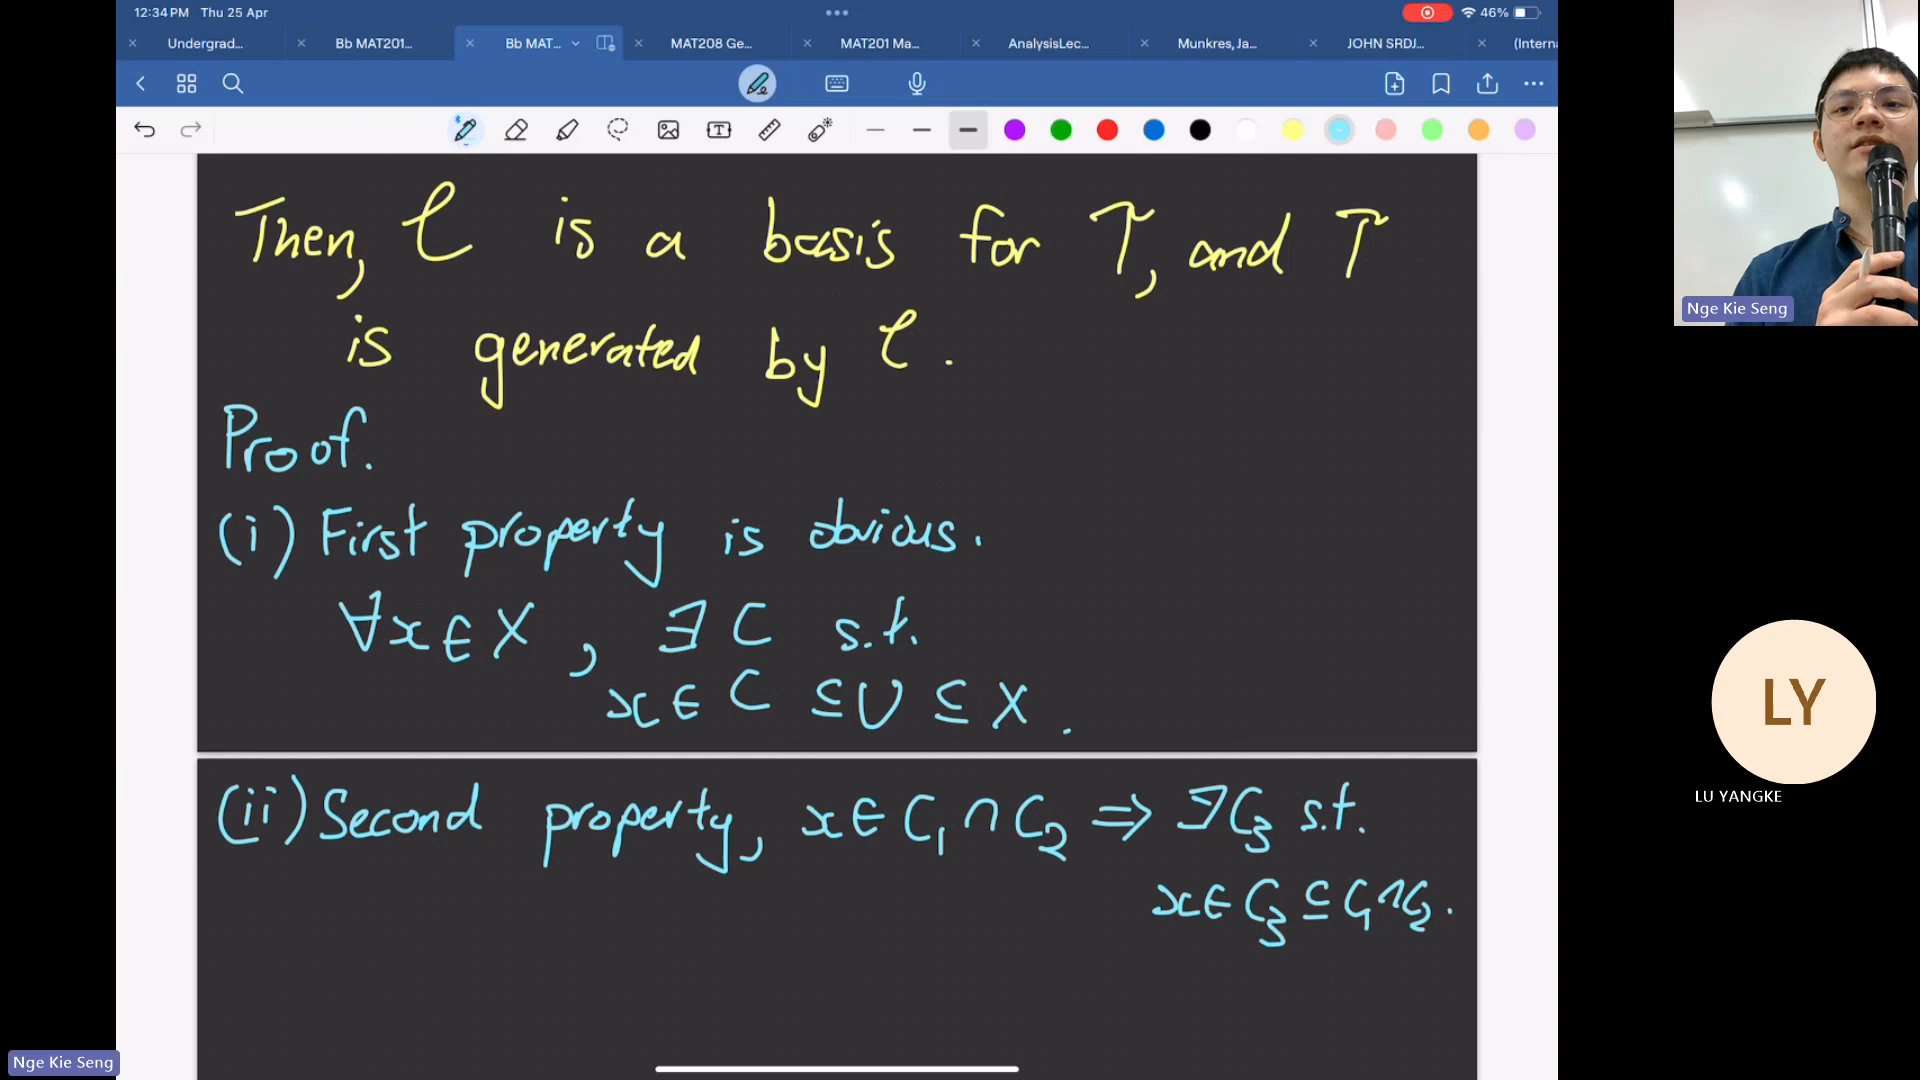 12:34 PM Thu 25 Apr
46%
Undergrad...
Bb MAT201...
Bb MAT...
MAT208 Ge...
MAT201 Ma...
AnalysisLec...
Munkres, Ja...
JOHN SRDJ...
(Intern
Then, 𝒞 is a basis for 𝒯, and 𝒯
is generated by 𝒞.
Proof.
(i) First property is obvious.
∀x∈X, ∃ C s.t.
x∈ C ⊆ U ⊆ X.
(ii) Second property, x∈C₁∩C₂ ⇒ ∃C₃ s.t.
x∈C₃ ⊆ C₁∩C₂.
Nge Kie Seng
LY
LU YANGKE
Nge Kie Seng